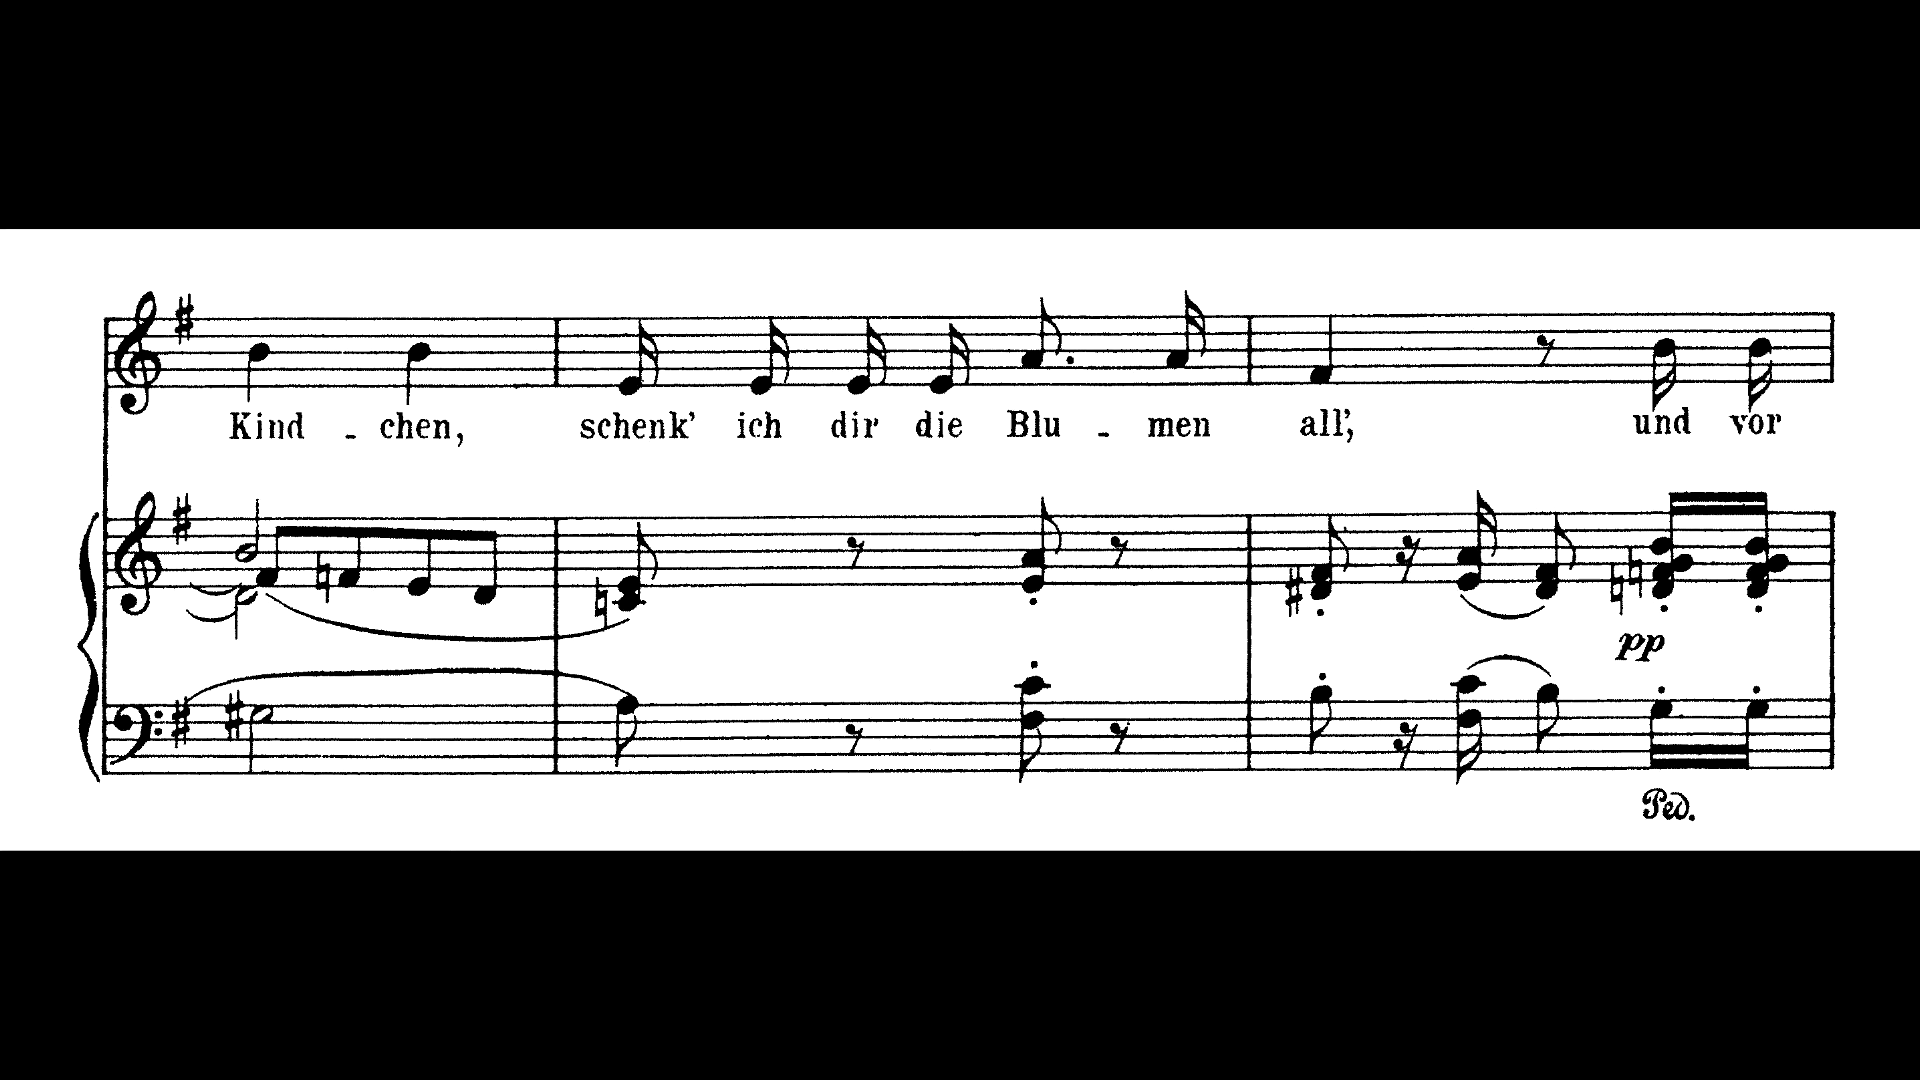 Kind - chen, schenk' ich dir die Blu - men all', und vor
pp
Ped.